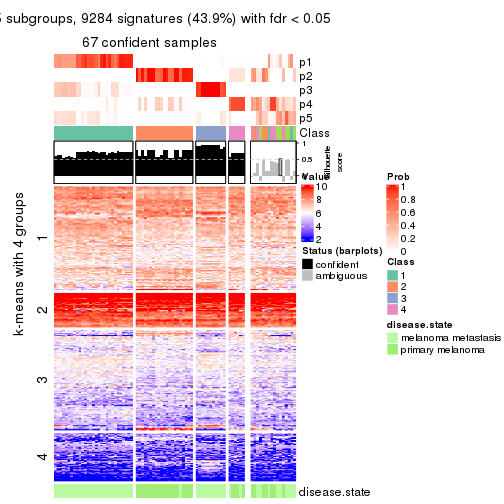 5 subgroups, 9284 signatures (43.9%) with fdr < 0.05
67 confident samples
p1
p2
p3
p4
p5
Class
1
0.5
0
Silhouette
score
k-means with 4 groups
1
2
3
4
disease.state
Value
10
8
6
4
2
Status (barplots)
confident
ambiguous
Prob
1
0.8
0.6
0.4
0.2
0
Class
1
2
3
4
disease.state
melanoma metastasis
primary melanoma